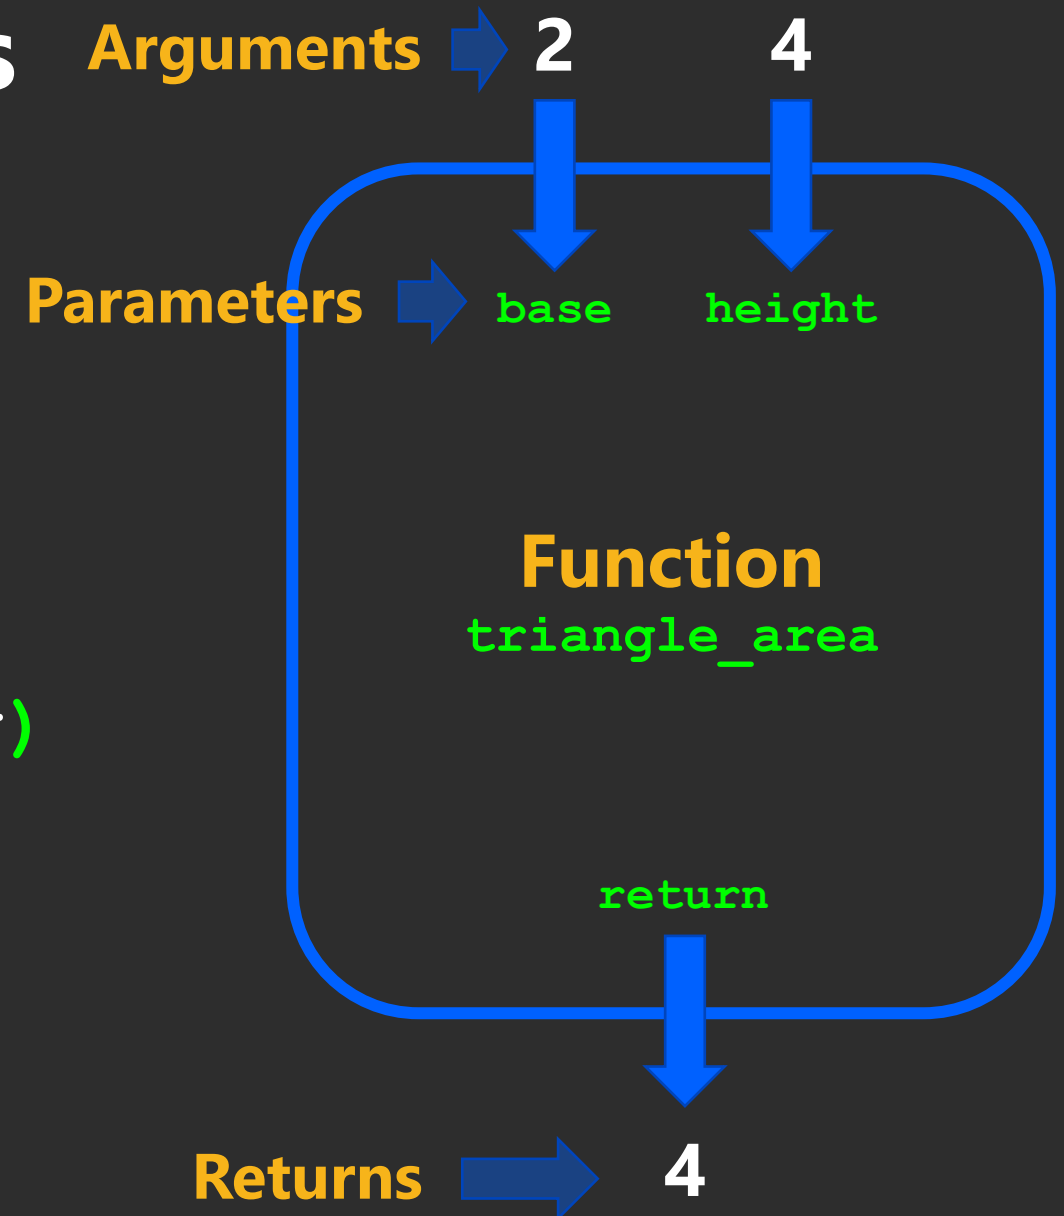 s Arguments 2 4
Parameters base height
Function
triangle_area
)
return
Returns 4